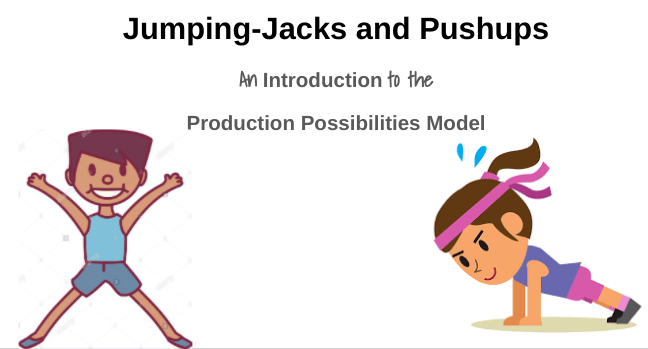 Jumping-Jacks and Pushups
An Introduction to the
Production Possibilities Model